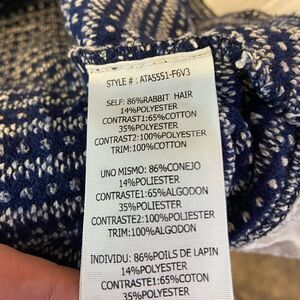 STYLE # : ATA5551-F6V3
SELF: 86%RABBIT HAIR
14%POLYESTER
CONTRAST1:65%COTTON
35%POLYESTER
CONTRAST2:100%POLYESTER
TRIM:100%COTTON
UNO MISMO: 86%CONEJO
14%POLIESTER
CONTRASTE1:65%ALGODON
35%POLIESTER
CONTRASTE2:100%POLIESTER
TRIM:100%ALGODON
INDIVIDU: 86%POILS DE LAPIN
14%POLYESTER
CONTRASTE1:65%COTON
35%POLYESTER